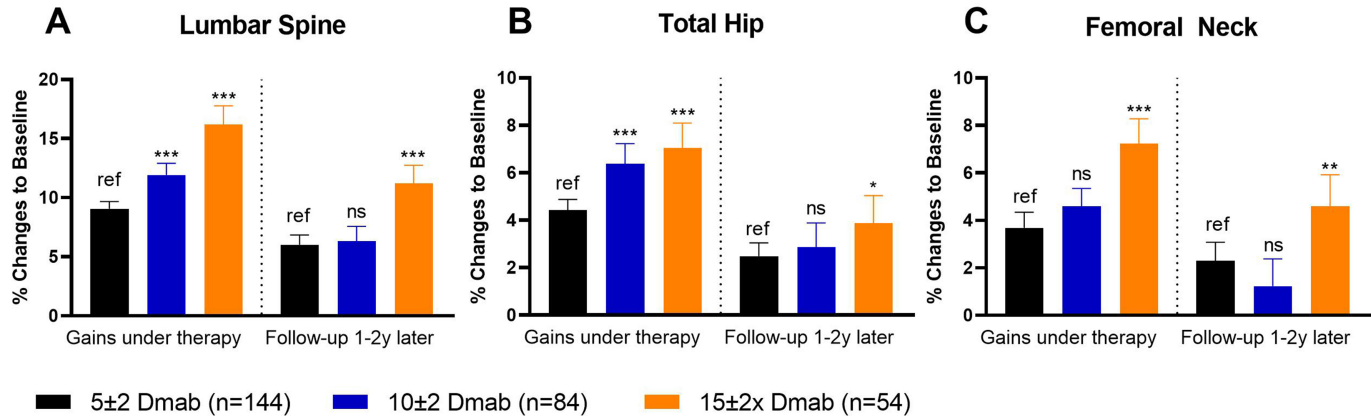 A Lumbar Spine
% Changes to Baseline
20
15
10
5
0
ref
***
***
ref
ns
***
Gains under therapy Follow-up 1-2y later
B Total Hip
% Changes to Baseline
10
8
6
4
2
0
ref
***
***
ref
ns
*
Gains under therapy Follow-up 1-2y later
C Femoral Neck
% Changes to Baseline
10
8
6
4
2
0
ref
ns
***
ref
ns
**
Gains under therapy Follow-up 1-2y later
5±2 Dmab (n=144) 10±2 Dmab (n=84) 15±2x Dmab (n=54)